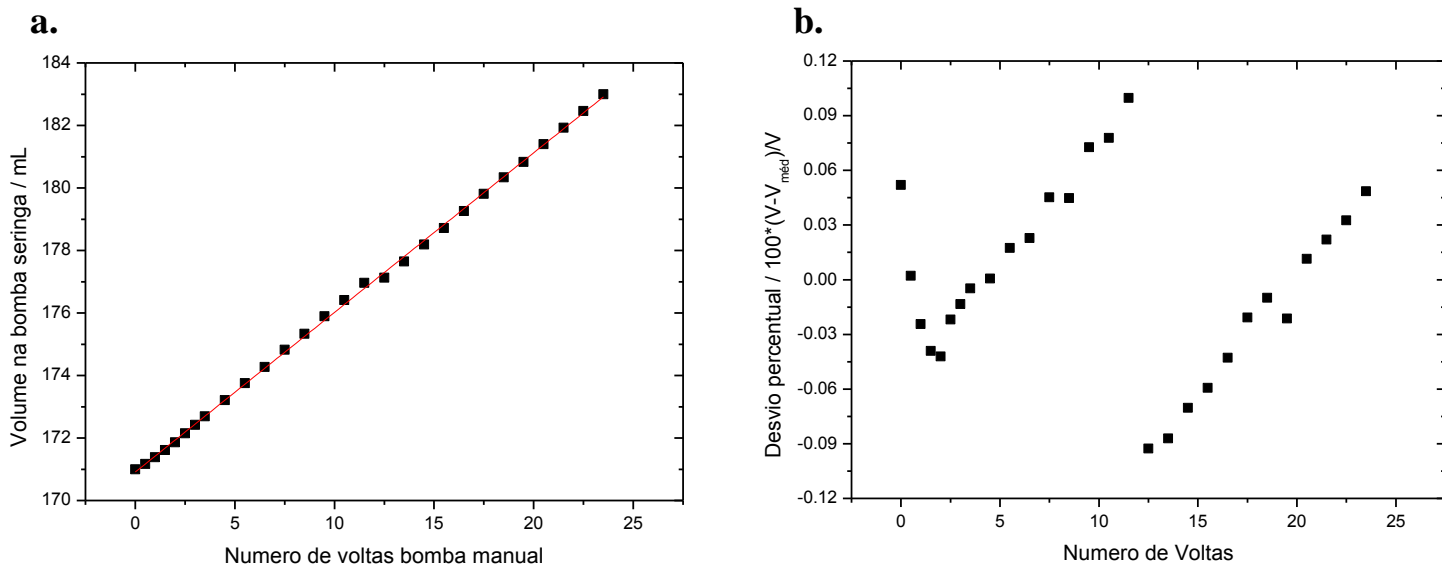 a.
184
182
180
178
176
174
172
170
0 5 10 15 20 25
Volume na bomba seringa / mL
Numero de voltas bomba manual
b.
0.12
0.09
0.06
0.03
0.00
-0.03
-0.06
-0.09
-0.12
0 5 10 15 20 25
Desvio percentual / 100*(V-Vméd)/V
Numero de Voltas